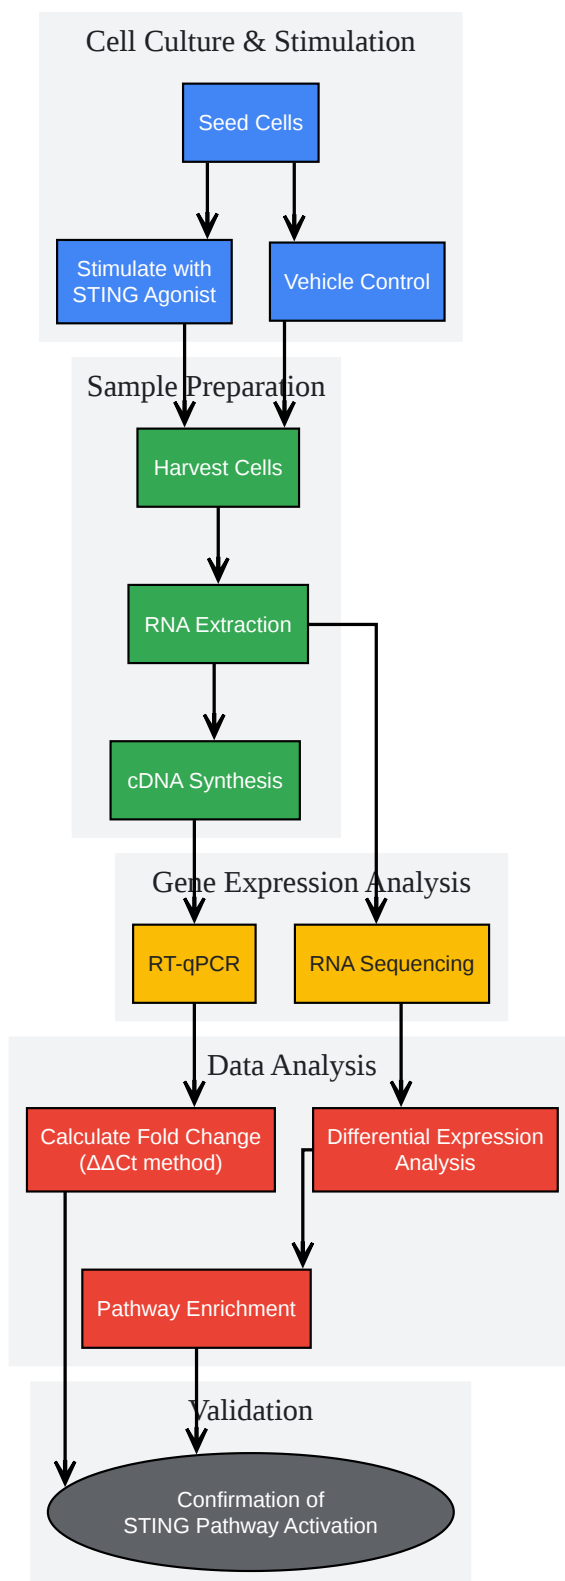 Cell Culture & Stimulation
Seed Cells
Stimulate with
STING Agonist
Vehicle Control
Sample Preparation
Harvest Cells
RNA Extraction
cDNA Synthesis
Gene Expression Analysis
RT-qPCR
RNA Sequencing
Data Analysis
Calculate Fold Change
(ΔΔCt method)
Differential Expression
Analysis
Pathway Enrichment
Validation
Confirmation of
STING Pathway Activation